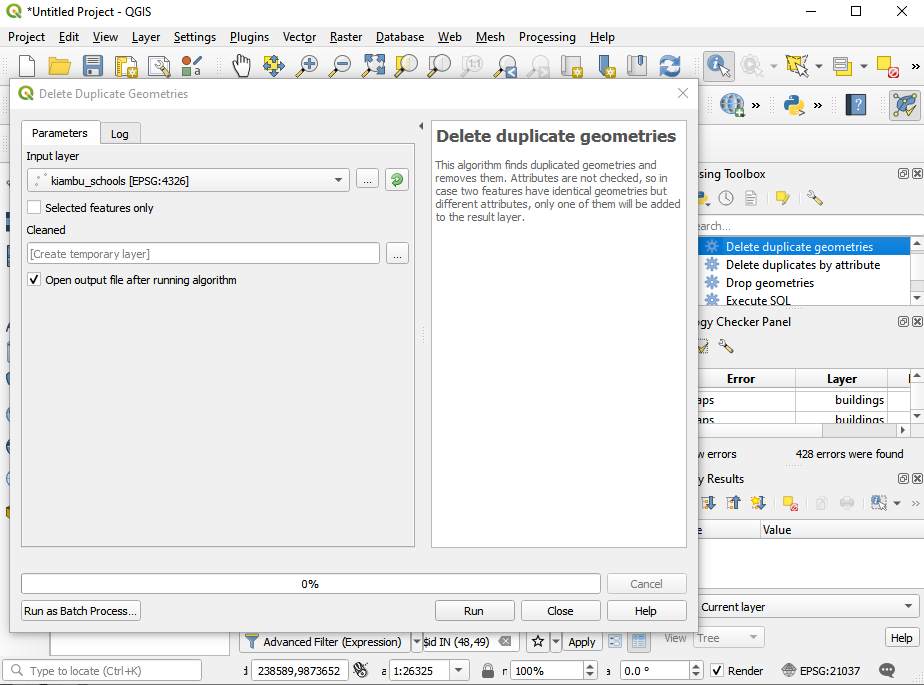 *Untitled Project - QGIS
Project Edit View Layer Settings Plugins Vector Raster Database Web Mesh Processing Help
Delete Duplicate Geometries
Parameters Log
Input layer
kiambu_schools [EPSG:4326]
...
Selected features only
Cleaned
[Create temporary layer]
...
Open output file after running algorithm
Delete duplicate geometries
This algorithm finds duplicated geometries and
removes them. Attributes are not checked, so in
case two features have identical geometries but
different attributes, only one of them will be added
to the result layer.
0%
Cancel
Run as Batch Process...
Run
Close
Help
ssing Toolbox
earch...
Delete duplicate geometries
Delete duplicates by attribute
Drop geometries
Execute SQL
ogy Checker Panel
Error Layer
aps buildings
aps buildings
w errors 428 errors were found
y Results
e Value
Current layer
View Tree Help
Advanced Filter (Expression) $id IN (48,49) Apply
Type to locate (Ctrl+K)
238589,9873652 1:26325 100% 0.0 ° Render EPSG:21037